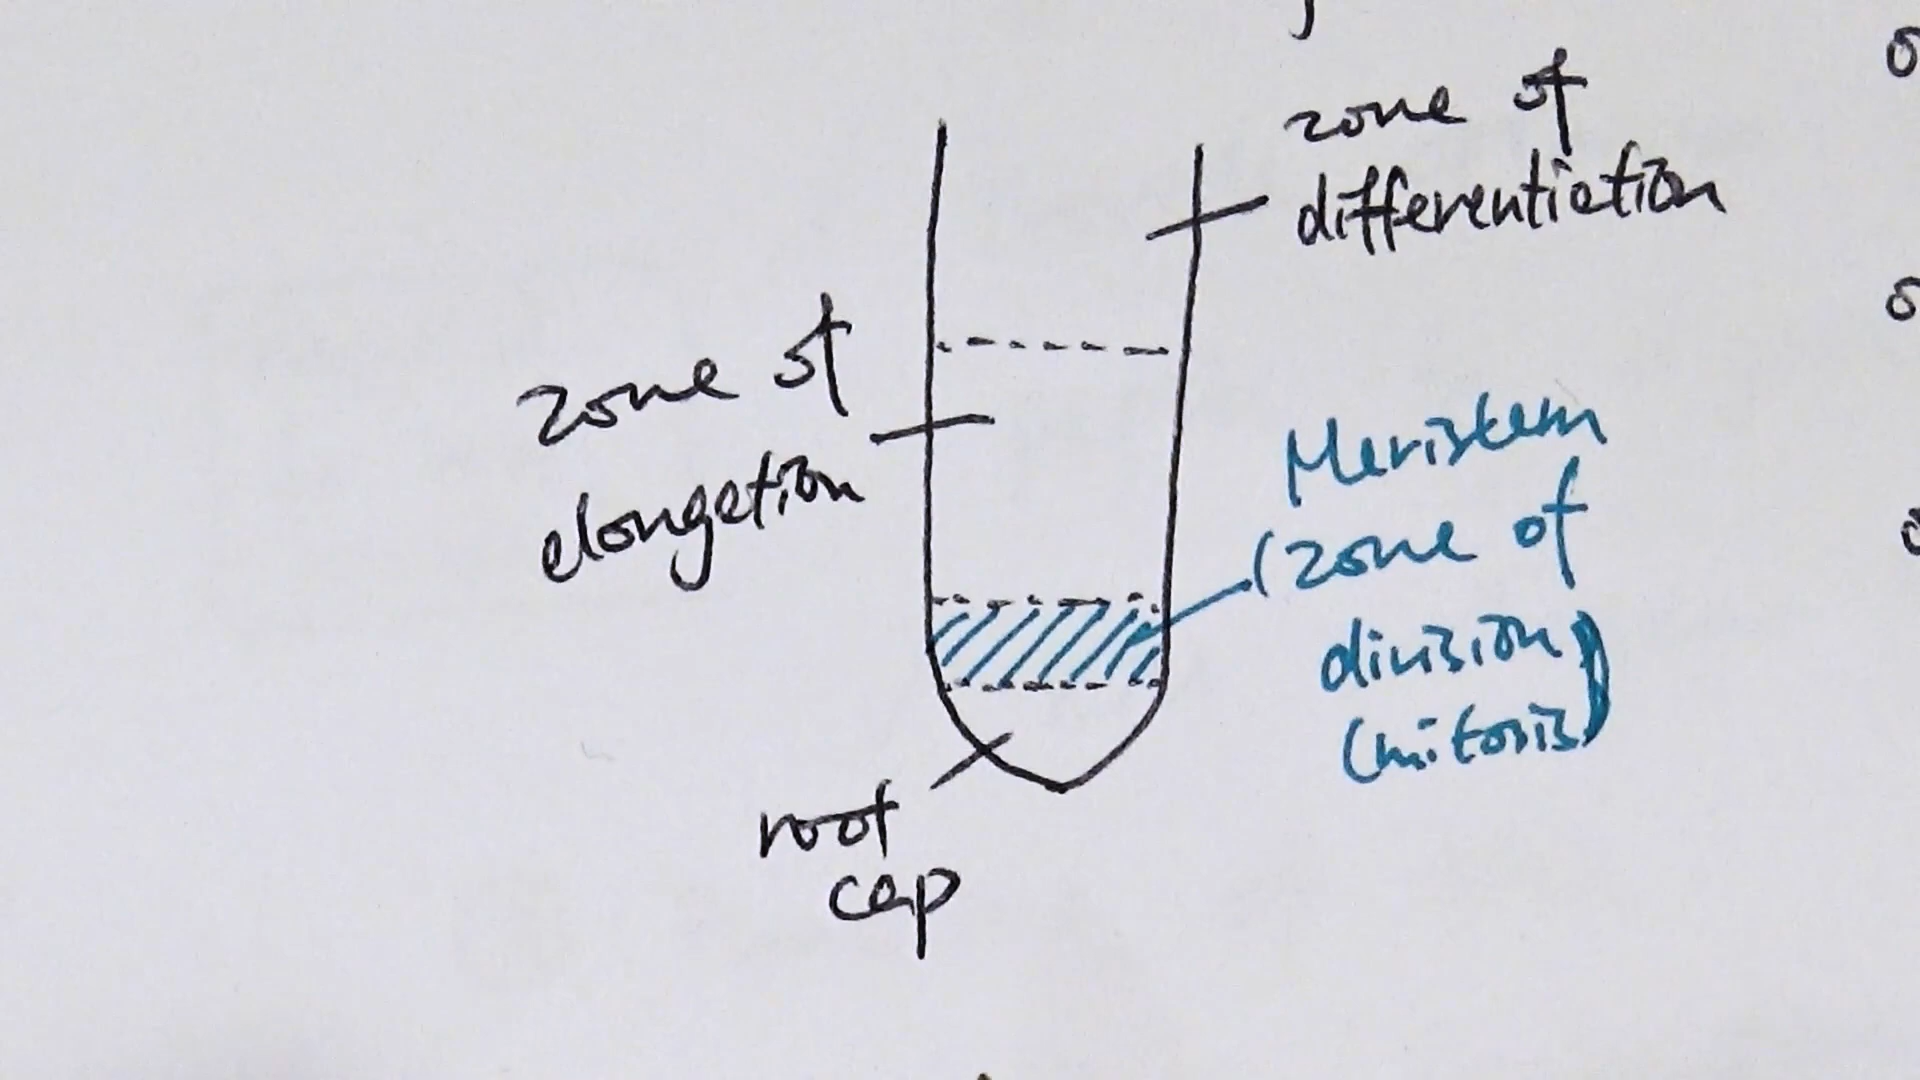 zone of
differentiation
zone of
elongation
Meristem
(zone of
division)
(mitosis)
root
cap